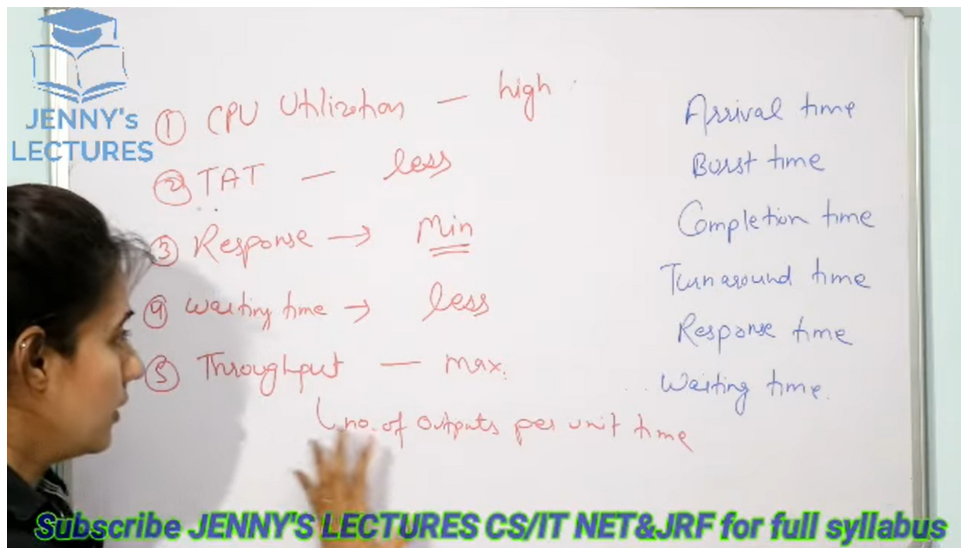 JENNY's
LECTURES
① CPU Utilization — high
② TAT — less
③ Response → Min
④ Waiting time → less
⑤ Throughput — max.
no. of outputs per unit time
Arrival time
Burst time
Completion time
Turnaround time
Response time
Waiting time.
Subscribe JENNY'S LECTURES CS/IT NET&JRF for full syllabus